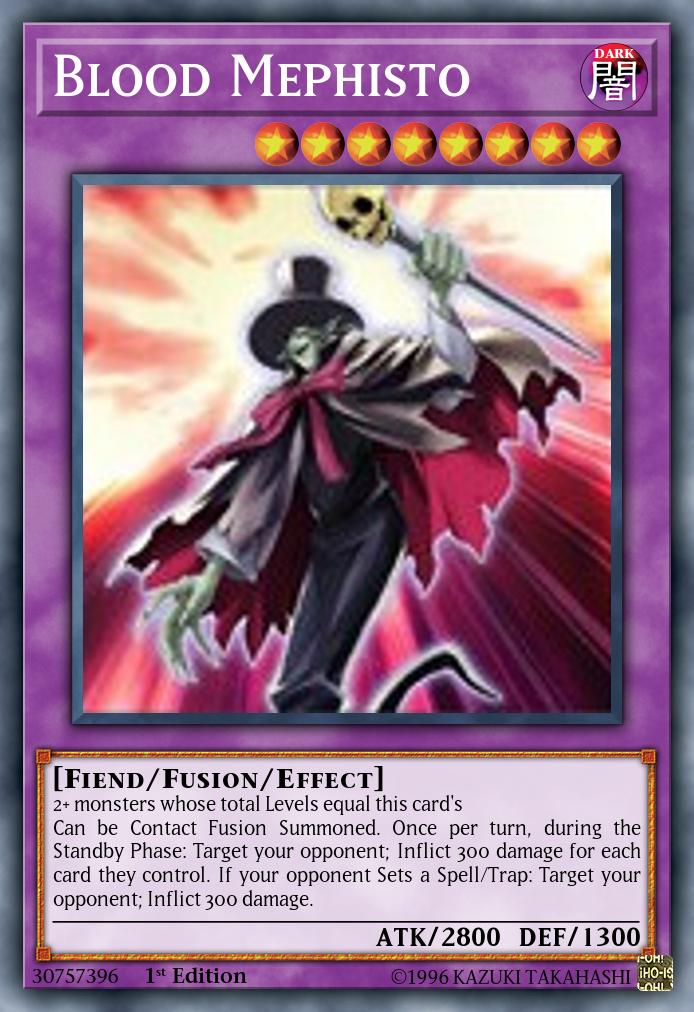 BLOOD MEPHISTO
DARK
闇
[FIEND/FUSION/EFFECT]
2+ monsters whose total Levels equal this card's
Can be Contact Fusion Summoned. Once per turn, during the
Standby Phase: Target your opponent; Inflict 300 damage for each
card they control. If your opponent Sets a Spell/Trap: Target your
opponent; Inflict 300 damage.
ATK/2800 DEF/1300
30757396 1st Edition ©1996 KAZUKI TAKAHASHI